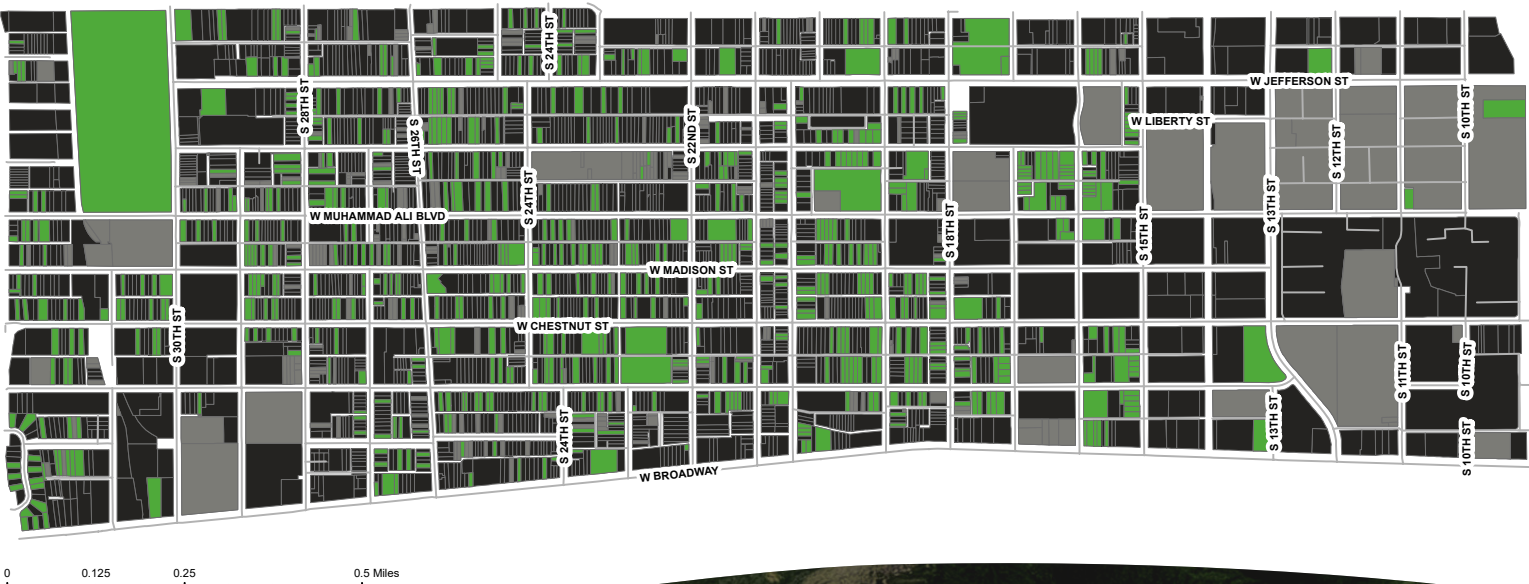 S 24TH ST
W JEFFERSON ST
S 28TH ST
S 10TH ST
S 26TH ST
S 22ND ST
W LIBERTY ST
S 12TH ST
S 24TH ST
S 13TH ST
W MUHAMMAD ALI BLVD
S 18TH ST
S 15TH ST
W MADISON ST
S 30TH ST
W CHESTNUT ST
S 11TH ST
S 10TH ST
S 24TH ST
S 13TH ST
S 10TH ST
W BROADWAY
0 0.125 0.25 0.5 Miles